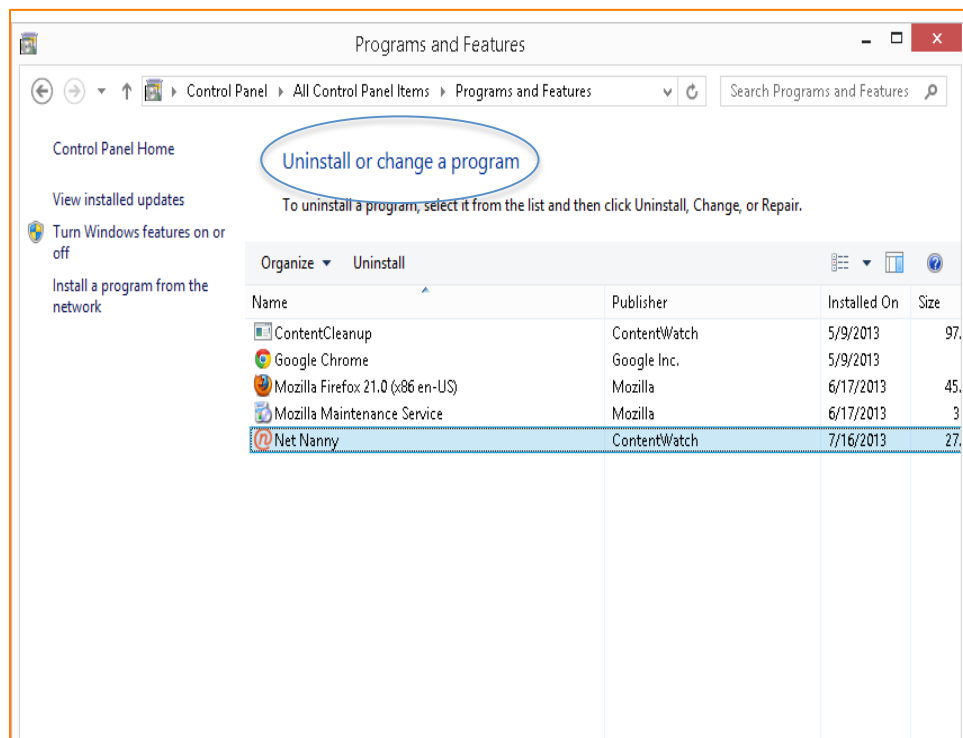 Programs and Features
Control Panel All Control Panel Items Programs and Features Search Programs and Features
Control Panel Home
Uninstall or change a program
View installed updates
To uninstall a program, select it from the list and then click Uninstall, Change, or Repair.
Turn Windows features on or
off
Install a program from the
network
Organize Uninstall
Name Publisher Installed On Size
ContentCleanup ContentWatch 5/9/2013 97.
Google Chrome Google Inc. 5/9/2013
Mozilla Firefox 21.0 (x86 en-US) Mozilla 6/17/2013 45.
Mozilla Maintenance Service Mozilla 6/17/2013 3
Net Nanny ContentWatch 7/16/2013 27.